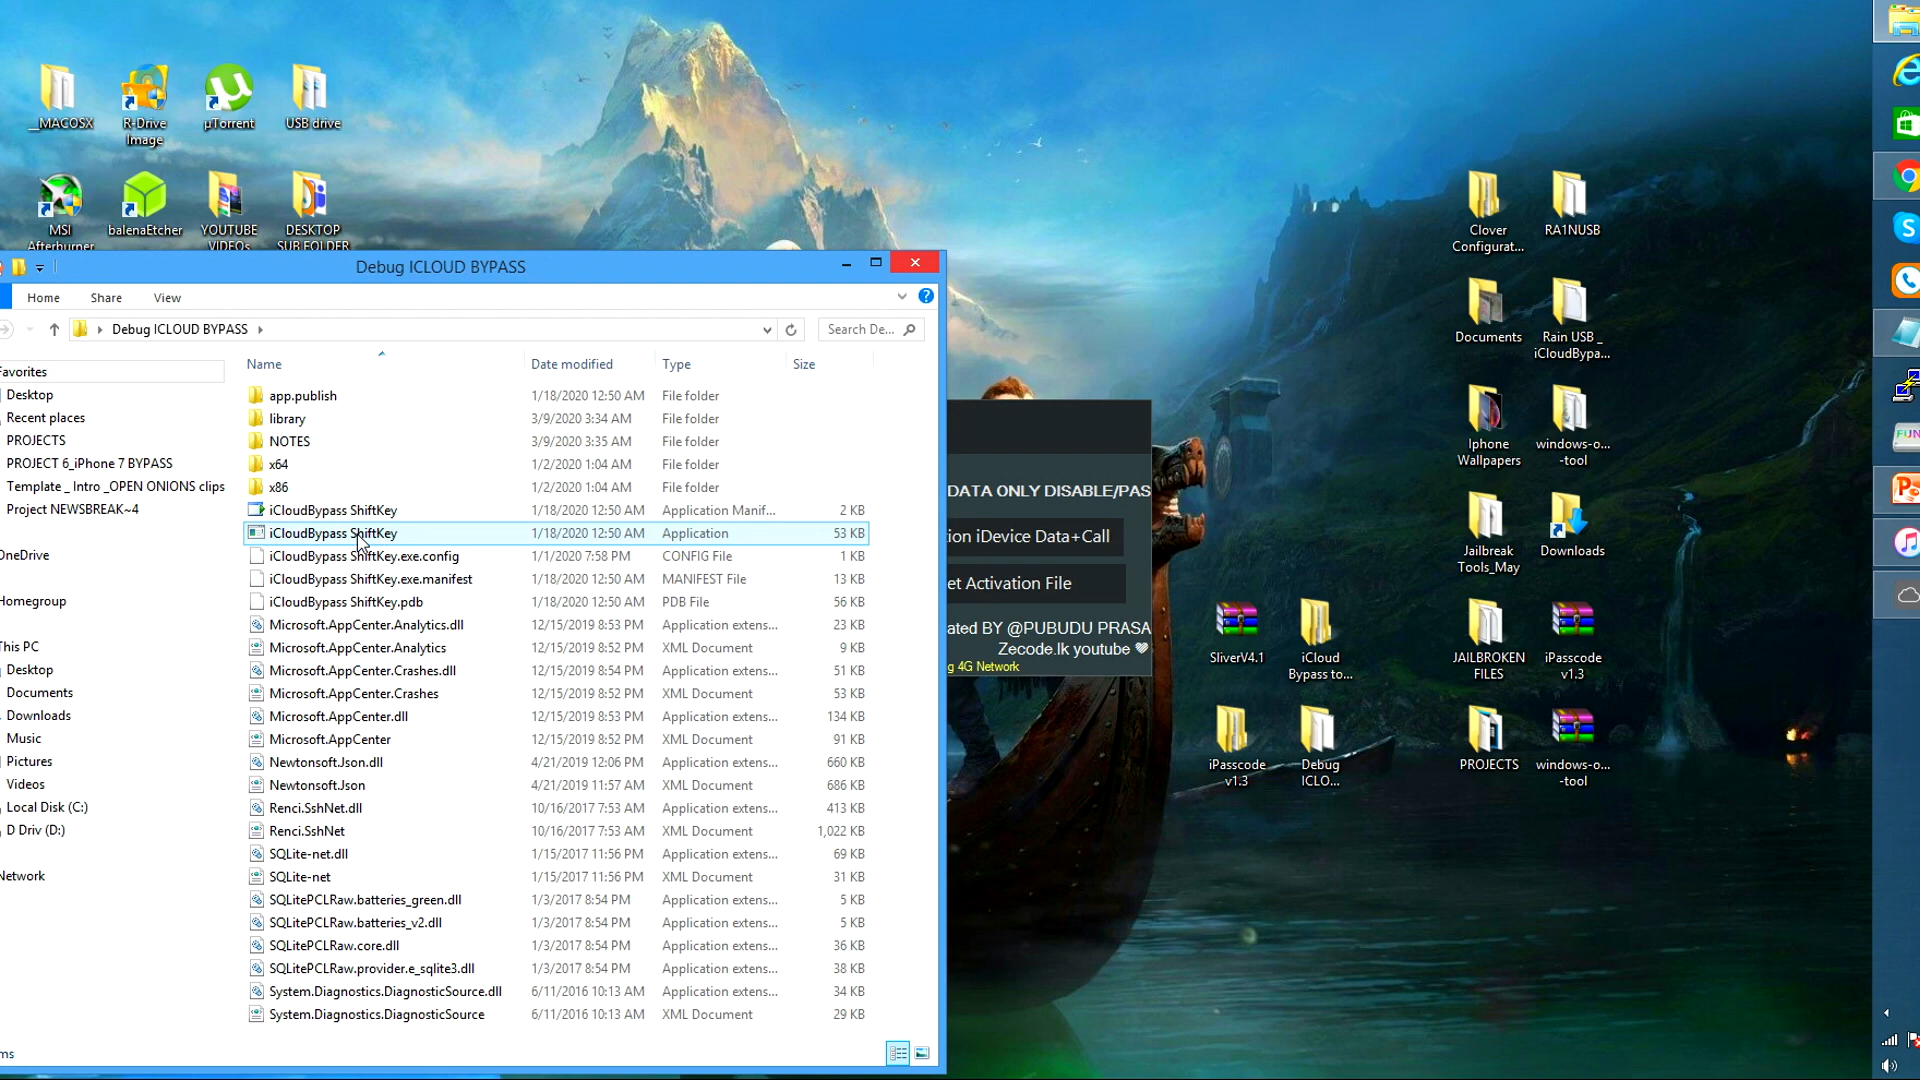 __MACOSX
R-Drive
Image
µTorrent
USB drive
MSI
Afterburner
balenaEtcher
YOUTUBE
VIDEOs
DESKTOP
SUB FOLDER
Debug ICLOUD BYPASS
Home
Share
View
Debug ICLOUD BYPASS
Search De...
Name
Date modified
Type
Size
app.publish 1/18/2020 12:50 AM File folder
library 3/9/2020 3:34 AM File folder
NOTES 3/9/2020 3:35 AM File folder
x64 1/2/2020 1:04 AM File folder
x86 1/2/2020 1:04 AM File folder
iCloudBypass ShiftKey 1/18/2020 12:50 AM Application Manif... 2 KB
iCloudBypass ShiftKey 1/18/2020 12:50 AM Application 53 KB
iCloudBypass ShiftKey.exe.config 1/1/2020 7:58 PM CONFIG File 1 KB
iCloudBypass ShiftKey.exe.manifest 1/18/2020 12:50 AM MANIFEST File 13 KB
iCloudBypass ShiftKey.pdb 1/18/2020 12:50 AM PDB File 56 KB
Microsoft.AppCenter.Analytics.dll 12/15/2019 8:53 PM Application extens... 23 KB
Microsoft.AppCenter.Analytics 12/15/2019 8:52 PM XML Document 9 KB
Microsoft.AppCenter.Crashes.dll 12/15/2019 8:54 PM Application extens... 51 KB
Microsoft.AppCenter.Crashes 12/15/2019 8:52 PM XML Document 53 KB
Microsoft.AppCenter.dll 12/15/2019 8:53 PM Application extens... 134 KB
Microsoft.AppCenter 12/15/2019 8:52 PM XML Document 91 KB
Newtonsoft.Json.dll 4/21/2019 12:06 PM Application extens... 660 KB
Newtonsoft.Json 4/21/2019 11:57 AM XML Document 686 KB
Renci.SshNet.dll 10/16/2017 7:53 AM Application extens... 413 KB
Renci.SshNet 10/16/2017 7:53 AM XML Document 1,022 KB
SQLite-net.dll 1/15/2017 11:56 PM Application extens... 69 KB
SQLite-net 1/15/2017 11:56 PM XML Document 31 KB
SQLitePCLRaw.batteries_green.dll 1/3/2017 8:54 PM Application extens... 5 KB
SQLitePCLRaw.batteries_v2.dll 1/3/2017 8:54 PM Application extens... 5 KB
SQLitePCLRaw.core.dll 1/3/2017 8:54 PM Application extens... 36 KB
SQLitePCLRaw.provider.e_sqlite3.dll 1/3/2017 8:54 PM Application extens... 38 KB
System.Diagnostics.DiagnosticSource.dll 6/11/2016 10:13 AM Application extens... 34 KB
System.Diagnostics.DiagnosticSource 6/11/2016 10:13 AM XML Document 29 KB
avorites
Desktop
Recent places
PROJECTS
PROJECT 6_iPhone 7 BYPASS
Template _ Intro _OPEN ONIONS clips
Project NEWSBREAK~4
OneDrive
Homegroup
This PC
Desktop
Documents
Downloads
Music
Pictures
Videos
Local Disk (C:)
D Driv (D:)
Network
ms
DATA ONLY DISABLE/PAS
ion iDevice Data+Call
et Activation File
ated BY @PUBUDU PRASA
Zecode.lk youtube
g 4G Network
Clover
Configurat...
RA1NUSB
Documents
Rain USB _
iCloudBypa...
Iphone
Wallpapers
windows-o...
-tool
Jailbreak
Tools_May
Downloads
SliverV4.1
iCloud
Bypass to...
JAILBROKEN
FILES
iPasscode
v1.3
iPasscode
v1.3
Debug
ICLO...
PROJECTS
windows-o...
-tool
FUN